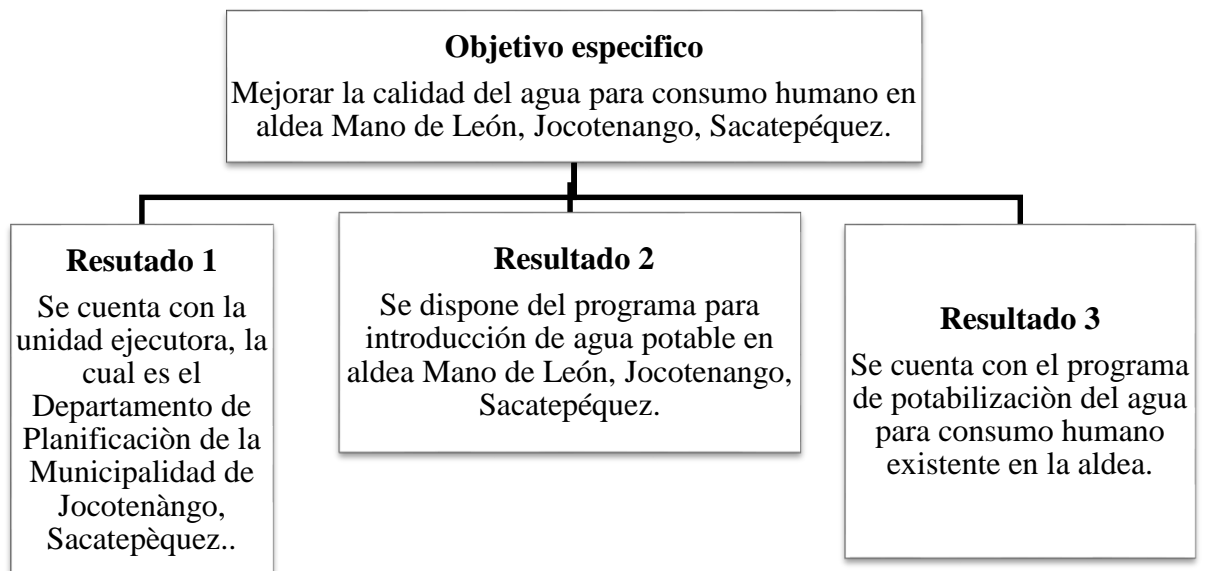 Objetivo especifico
Mejorar la calidad del agua para consumo humano en
aldea Mano de León, Jocotenango, Sacatepéquez.
Resutado 1
Se cuenta con la
unidad ejecutora, la
cual es el
Departamento de
Planificaciòn de la
Municipalidad de
Jocotenàngo,
Sacatepèquez..
Resultado 2
Se dispone del programa para
introducción de agua potable en
aldea Mano de León, Jocotenango,
Sacatepéquez.
Resultado 3
Se cuenta con el programa
de potabilizaciòn del agua
para consumo humano
existente en la aldea.